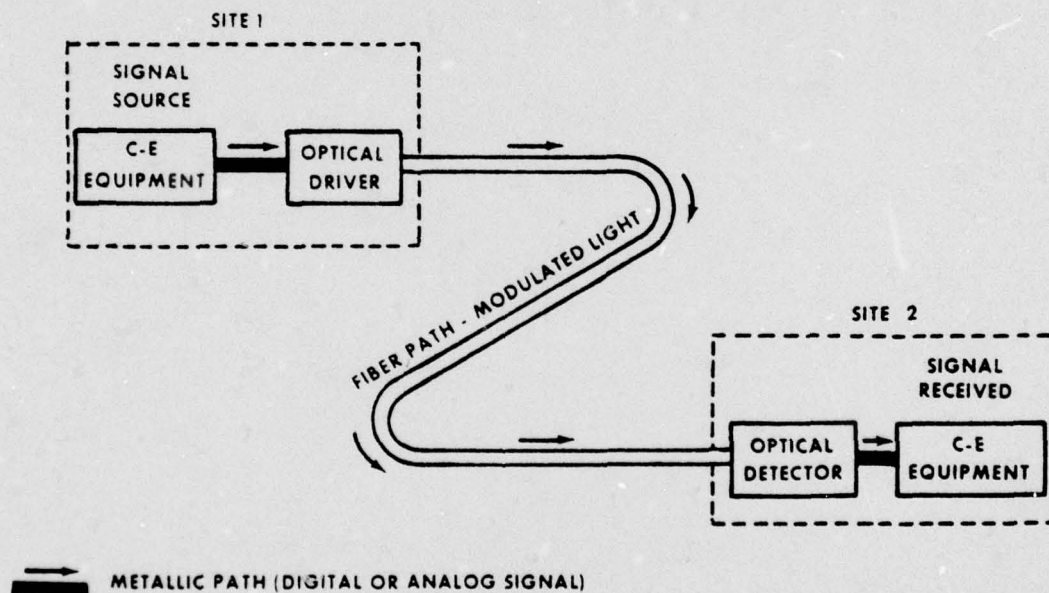 SITE 1
SIGNAL
SOURCE
C-E
EQUIPMENT
OPTICAL
DRIVER
FIBER PATH - MODULATED LIGHT
SITE 2
SIGNAL
RECEIVED
OPTICAL
DETECTOR
C-E
EQUIPMENT
METALLIC PATH (DIGITAL OR ANALOG SIGNAL)